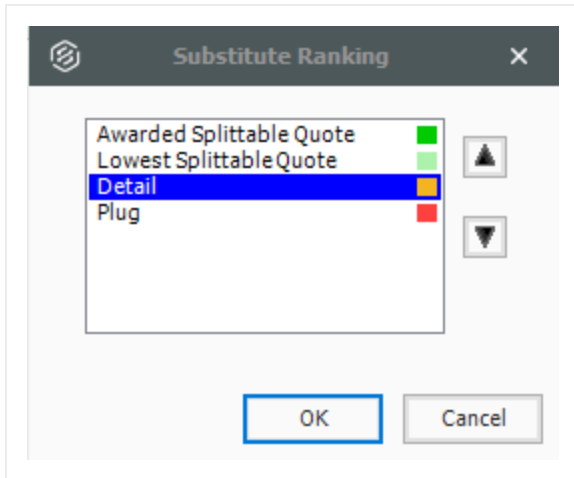 Substitute Ranking
Awarded Splittable Quote
Lowest Splittable Quote
Detail
Plug
OK
Cancel